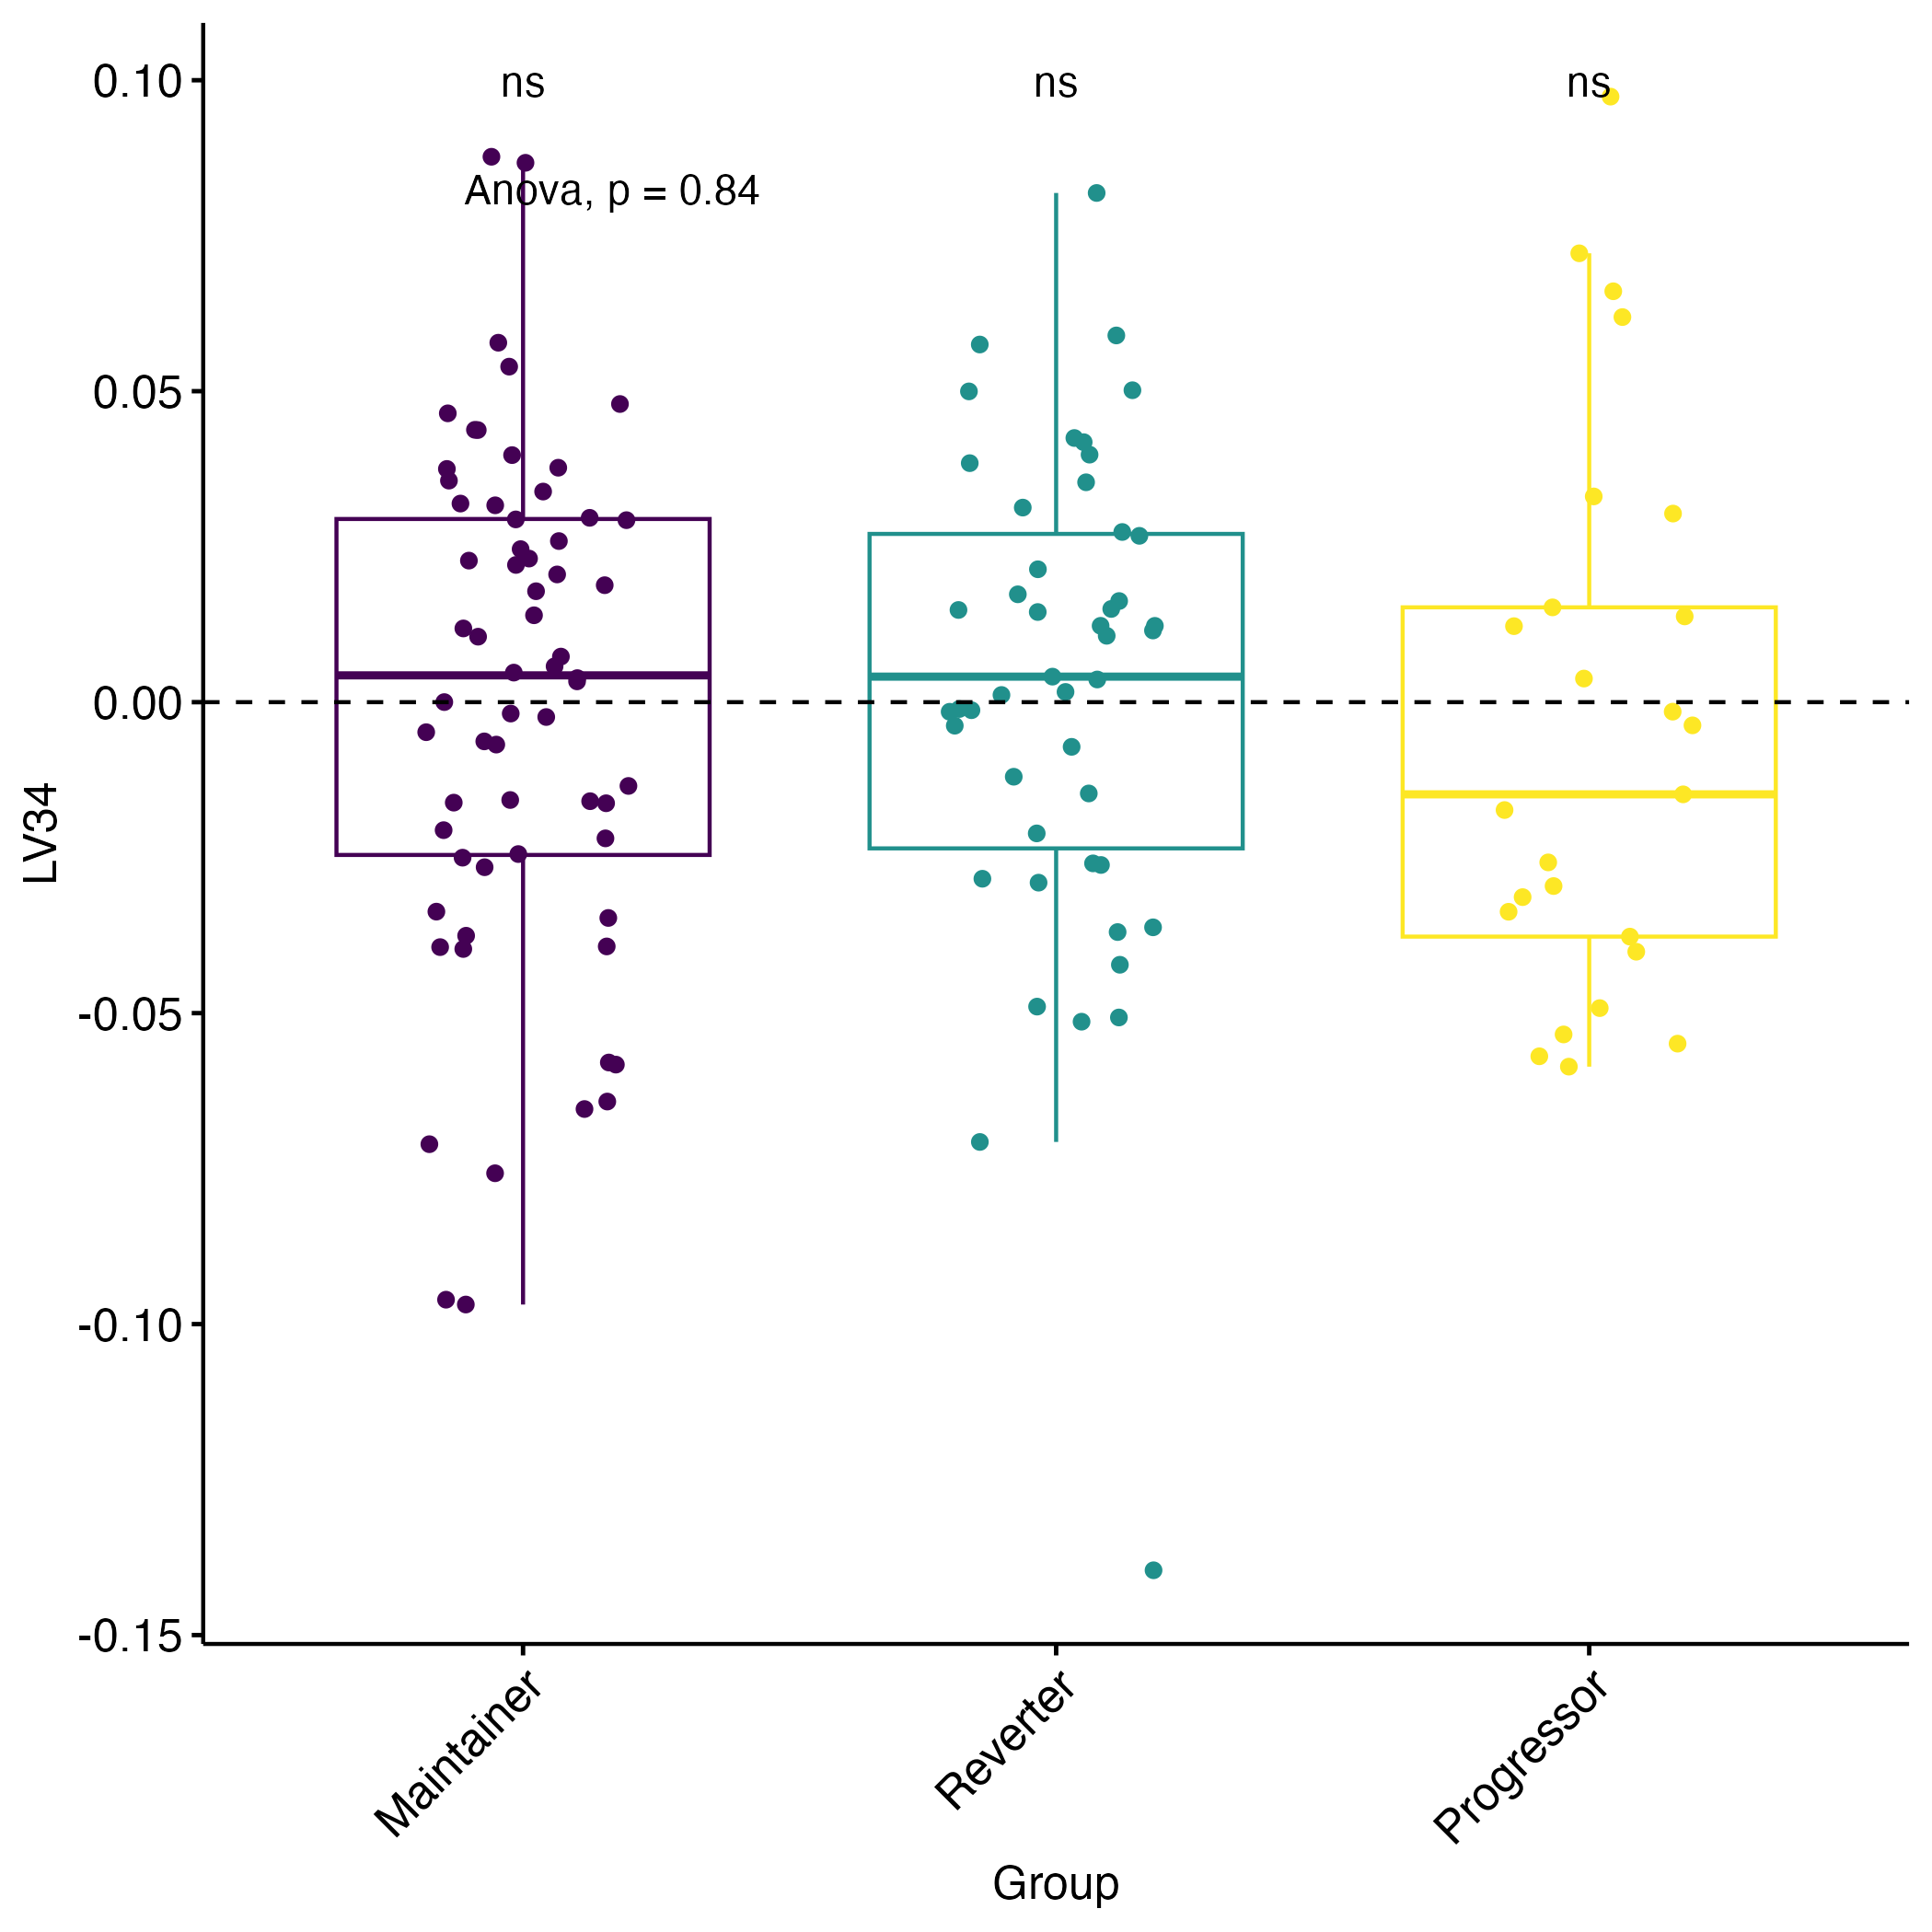 ns ns ns
Anova, p = 0.84
0.10
0.05
0.00
-0.05
-0.10
-0.15
LV34
Maintainer
Reverter
Progressor
Group